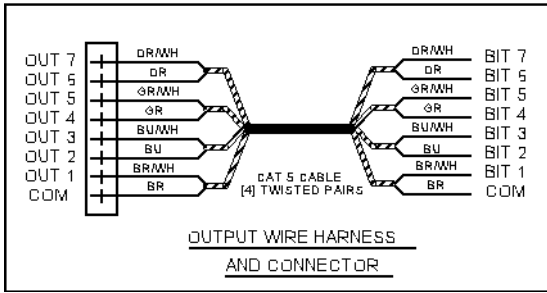 OUT 7 OR/WH OR/WH BIT 7
OUT 6 OR OR BIT 6
OUT 5 GR/WH GR/WH BIT 5
OUT 4 GR GR BIT 4
OUT 3 BU/WH BU/WH BIT 3
OUT 2 BU BU BIT 2
OUT 1 BR/WH BR/WH BIT 1
COM BR BR COM
CAT 5 CABLE
[4] TWISTED PAIRS
OUTPUT WIRE HARNESS
AND CONNECTOR